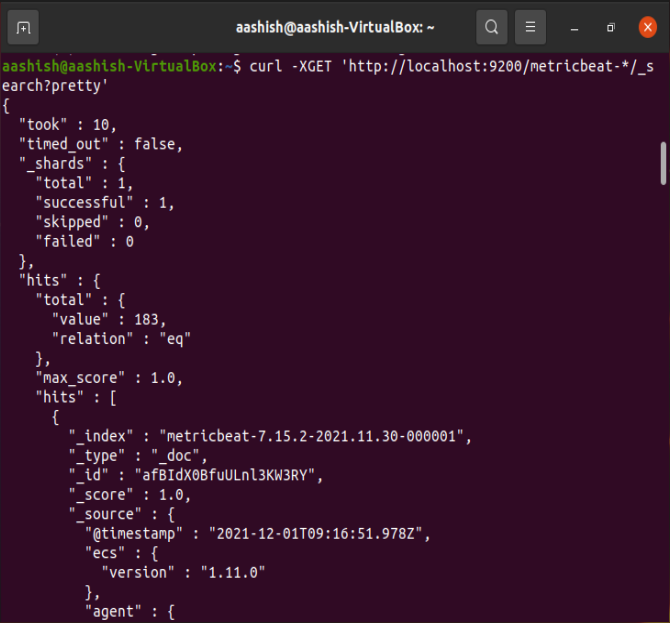 aashish@aashish-VirtualBox: ~
aashish@aashish-VirtualBox:~$ curl -XGET 'http://localhost:9200/metricbeat-*/_s
earch?pretty'
{
  "took" : 10,
  "timed_out" : false,
  "_shards" : {
    "total" : 1,
    "successful" : 1,
    "skipped" : 0,
    "failed" : 0
  },
  "hits" : {
    "total" : {
      "value" : 183,
      "relation" : "eq"
    },
    "max_score" : 1.0,
    "hits" : [
      {
        "_index" : "metricbeat-7.15.2-2021.11.30-000001",
        "_type" : "_doc",
        "_id" : "afBIdX0BfuULnl3KW3RY",
        "_score" : 1.0,
        "_source" : {
          "@timestamp" : "2021-12-01T09:16:51.978Z",
          "ecs" : {
            "version" : "1.11.0"
          },
          "agent" : {